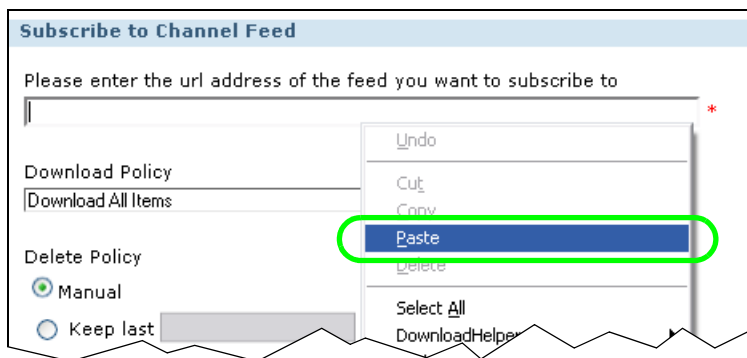 Subscribe to Channel Feed
Please enter the url address of the feed you want to subscribe to
*
Undo
Cut
Copy
Paste
Delete
Select All
DownloadHelper
Download Policy
Download All Items
Delete Policy
Manual
Keep last